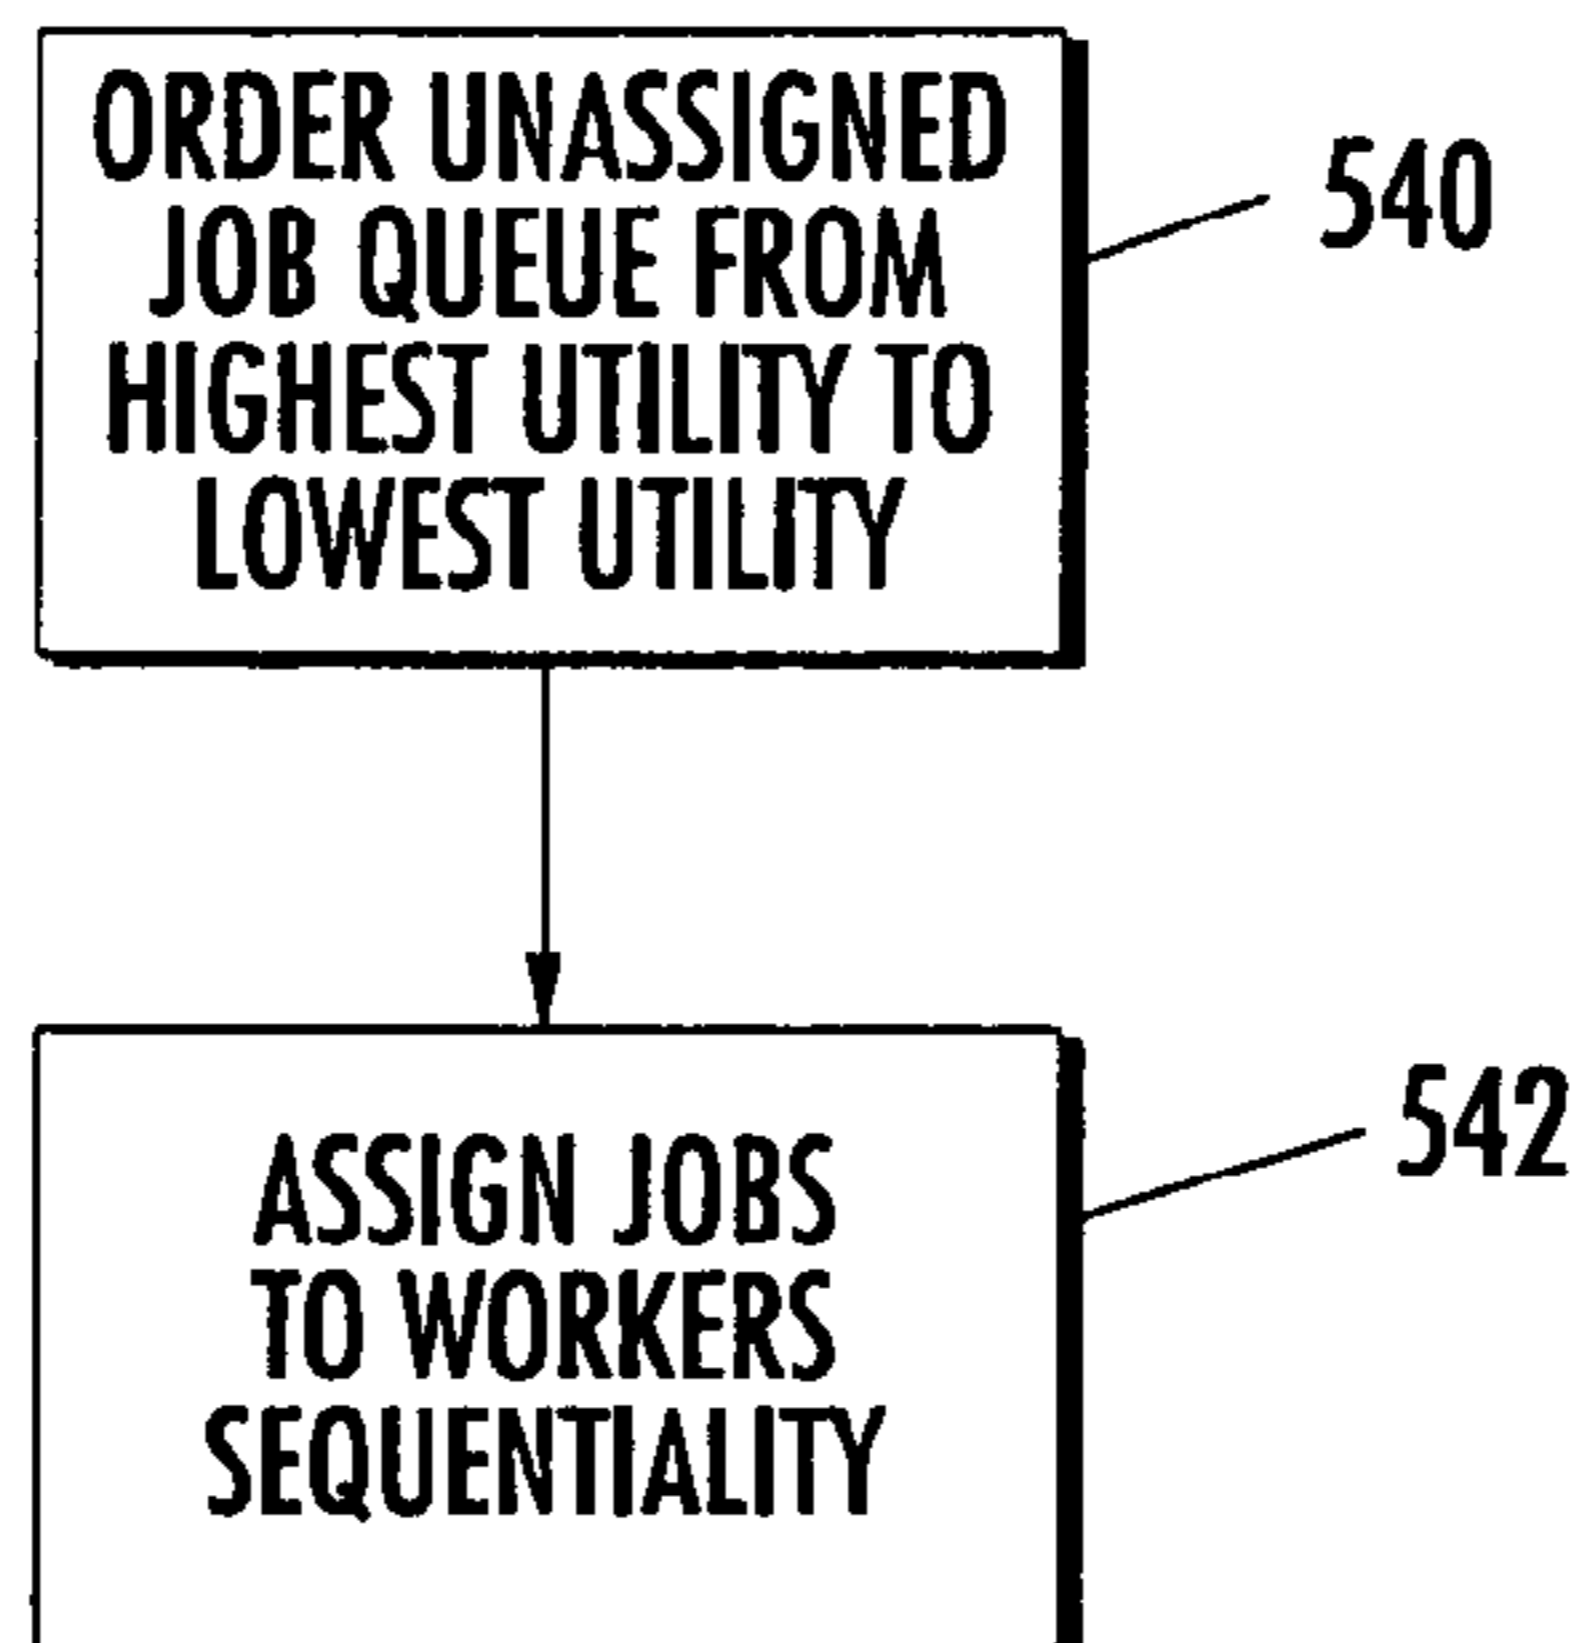 ORDER UNASSIGNED
JOB QUEUE FROM
HIGHEST UTILITY TO
LOWEST UTILITY
540
ASSIGN JOBS
TO WORKERS
SEQUENTIALITY
542